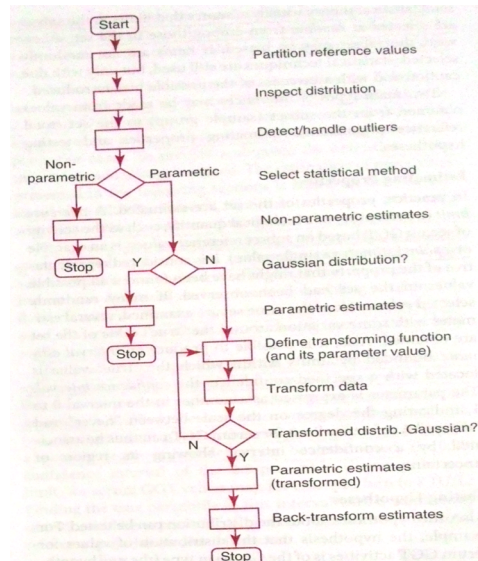 Start
Partition reference values
Inspect distribution
Detect/handle outliers
Non-
parametric
Parametric
Select statistical method
Non-parametric estimates
Stop
Y
N
Gaussian distribution?
Parametric estimates
Stop
Define transforming function
(and its parameter value)
Transform data
Transformed distrib. Gaussian?
N
Y
Parametric estimates
(transformed)
Back-transform estimates
Stop